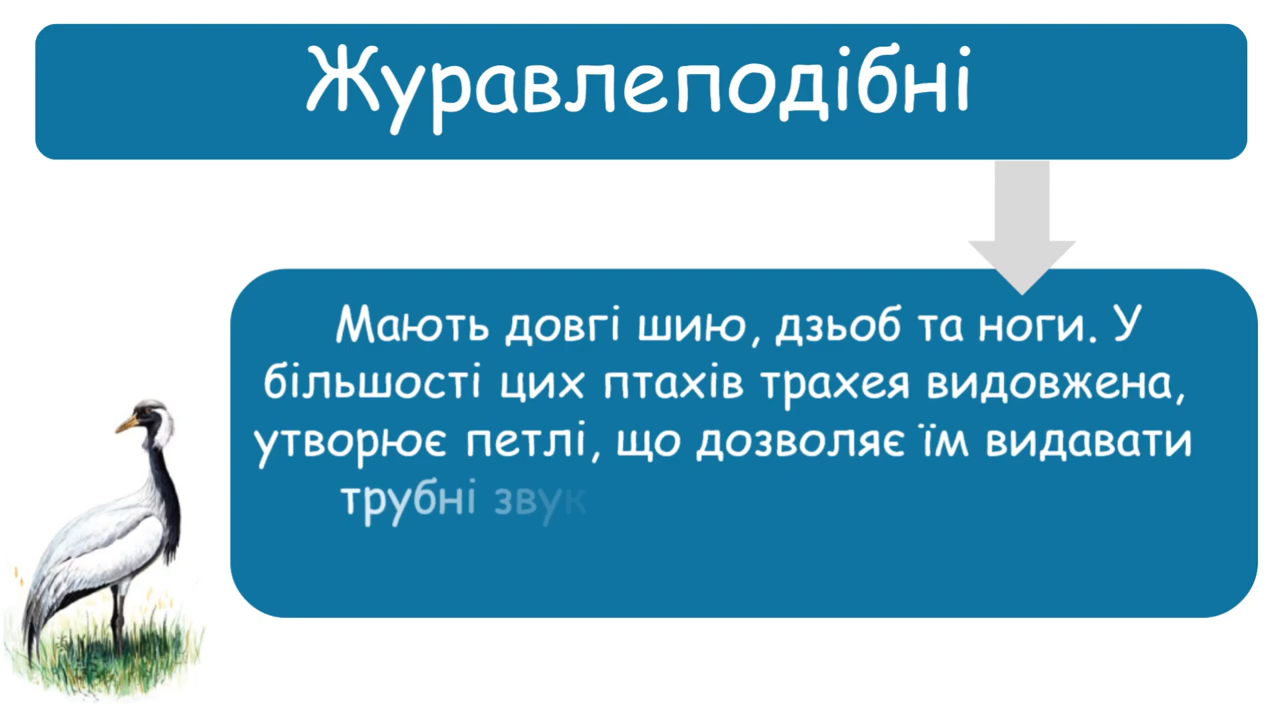 Журавлеподібні
Мають довгі шию, дзьоб та ноги. У
більшості цих птахів трахея видовжена,
утворює петлі, що дозволяє їм видавати
трубні звук